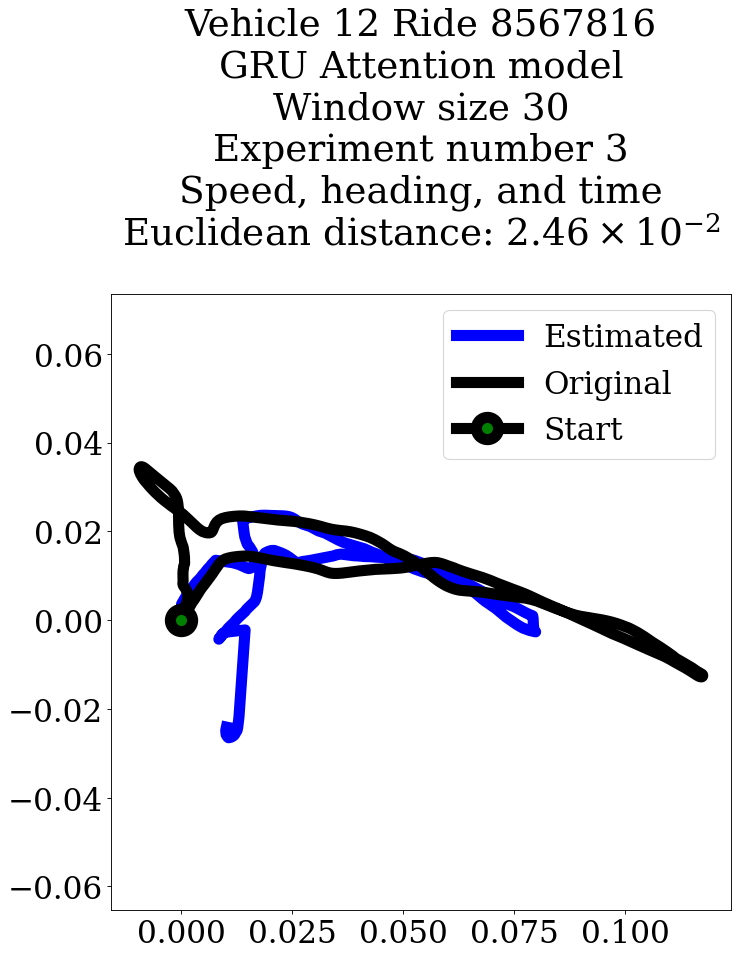 Vehicle 12 Ride 8567816
GRU Attention model
Window size 30
Experiment number 3
Speed, heading, and time
Euclidean distance: 2.46 × 10⁻²
Estimated
Original
Start
0.06
0.04
0.02
0.00
−0.02
−0.04
−0.06
0.000 0.025 0.050 0.075 0.100